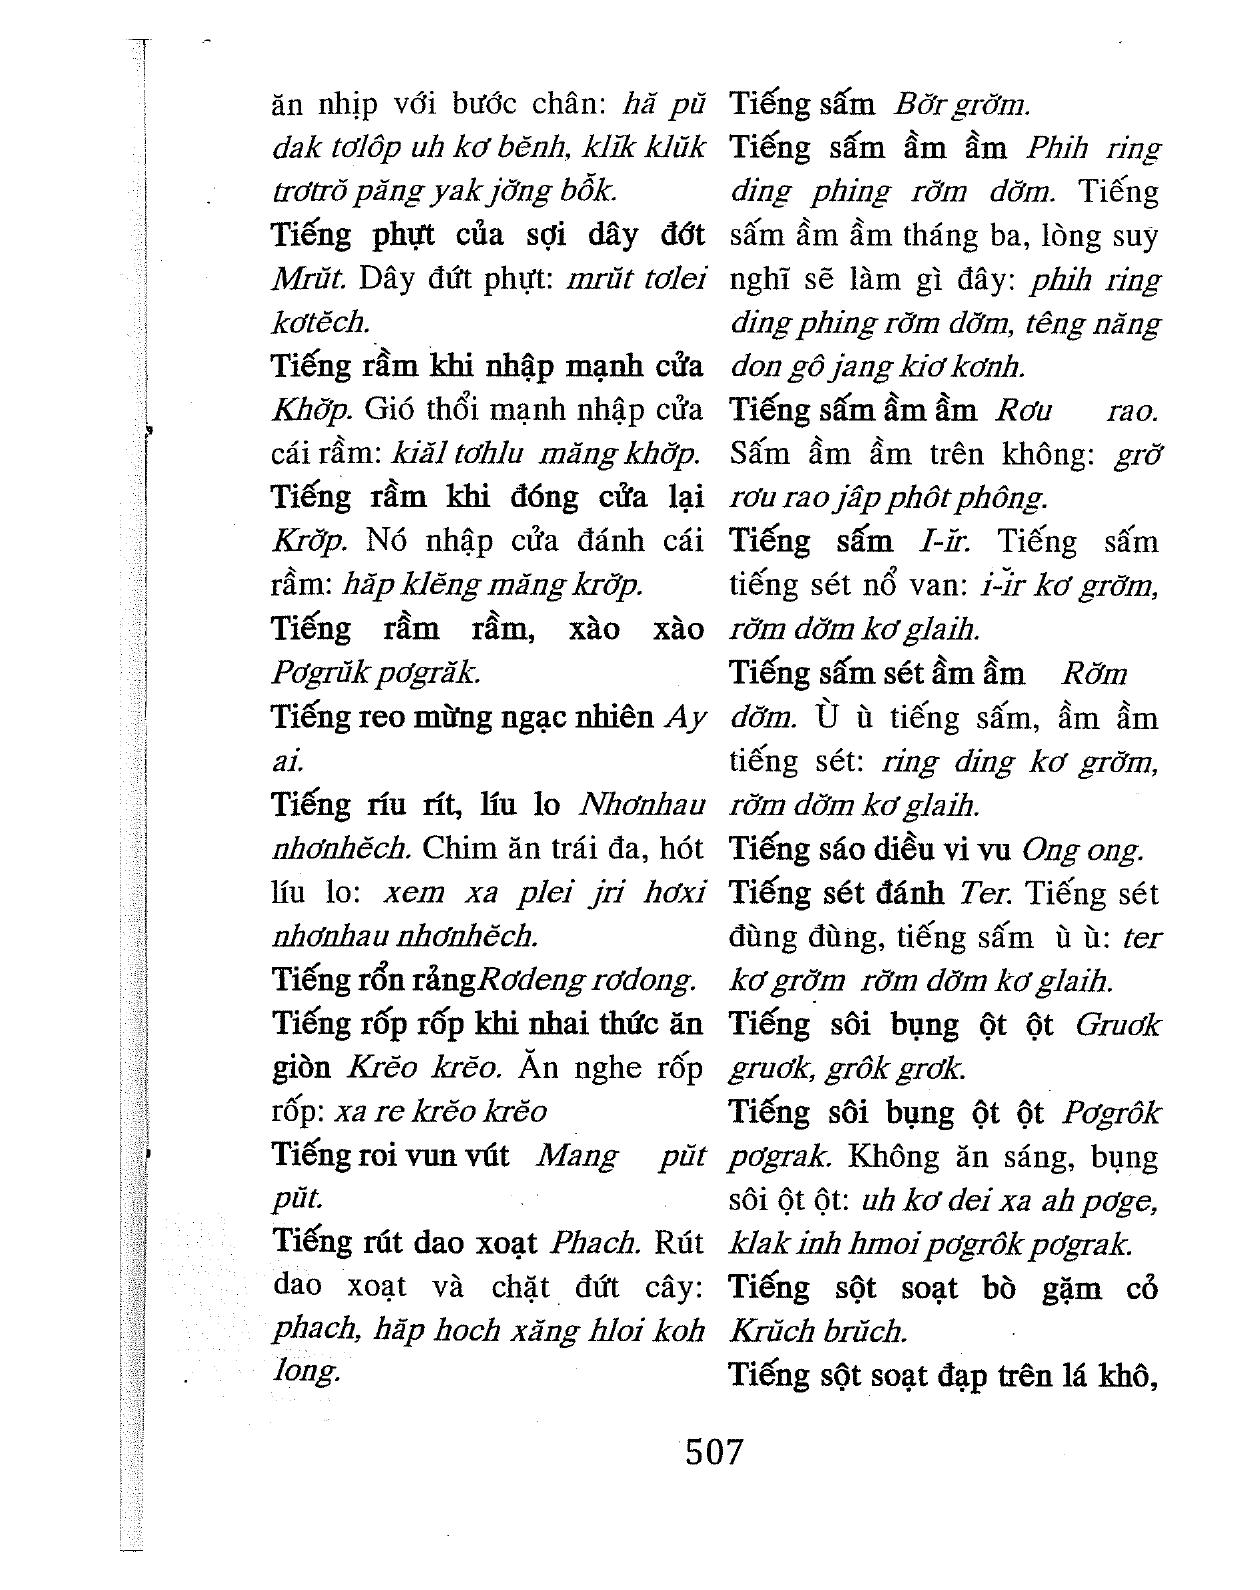 ăn nhịp với bước chân: hă pŭ
dak tơlôp uh kơ bĕnh, klĭk klŭk
trơtrŏ păng yak jơ̆ng bô̆k.
Tiếng phựt của sợi dây đớt
Mrŭt. Dây đứt phựt: mrŭt tơlei
kơtĕch.
Tiếng rầm khi nhập mạnh cửa
Khơ̆p. Gió thổi mạnh nhập cửa
cái rầm: kiăl tơhlu măng khơ̆p.
Tiếng rầm khi đóng cửa lại
Krơ̆p. Nó nhập cửa đánh cái
rầm: hăp klĕng măng krơ̆p.
Tiếng rầm rầm, xào xào
Pơgrŭk pơgrăk.
Tiếng reo mừng ngạc nhiên Ay
ai.
Tiếng ríu rít, líu lo Nhơnhau
nhơnhĕch. Chim ăn trái đa, hót
líu lo: xem xa plei jri hơxi
nhơnhau nhơnhĕch.
Tiếng rổn rảng Rơdeng rơdong.
Tiếng rốp rốp khi nhai thức ăn
giòn Krĕo krĕo. Ăn nghe rốp
rốp: xa re krĕo krĕo
Tiếng roi vun vút Mang pŭt
pŭt.
Tiếng rút dao xoạt Phach. Rút
dao xoạt và chặt đứt cây:
phach, hăp hoch xăng hloi koh
long.
Tiếng sấm Bơ̆r grơ̆m.
Tiếng sấm ầm ầm Phih ring
ding phing rơ̆m dơ̆m. Tiếng
sấm ầm ầm tháng ba, lòng suy
nghĩ sẽ làm gì đây: phih ring
ding phing rơ̆m dơ̆m, têng năng
don gô jang kiơ kơnh.
Tiếng sấm ầm ầm Rơu rao.
Sấm ầm ầm trên không: grơ̆
rơu rao jâp phôt phông.
Tiếng sấm I-ĭr. Tiếng sấm
tiếng sét nổ van: i-ĭr kơ grơ̆m,
rơ̆m dơ̆m kơ glaih.
Tiếng sấm sét ầm ầm Rơ̆m
dơ̆m. Ù ù tiếng sấm, ầm ầm
tiếng sét: ring ding kơ grơ̆m,
rơ̆m dơ̆m kơ glaih.
Tiếng sáo diều vi vu Ong ong.
Tiếng sét đánh Ter. Tiếng sét
đùng đùng, tiếng sấm ù ù: ter
kơ grơ̆m rơ̆m dơ̆m kơ glaih.
Tiếng sôi bụng ột ột Gruơk
gruơk, grôk grơk.
Tiếng sôi bụng ột ột Pơgrôk
pơgrak. Không ăn sáng, bụng
sôi ột ột: uh kơ dei xa ah pơge,
klak inh hmoi pơgrôk pơgrak.
Tiếng sột soạt bò gặm cỏ
Krŭch brŭch.
Tiếng sột soạt đạp trên lá khô,
507